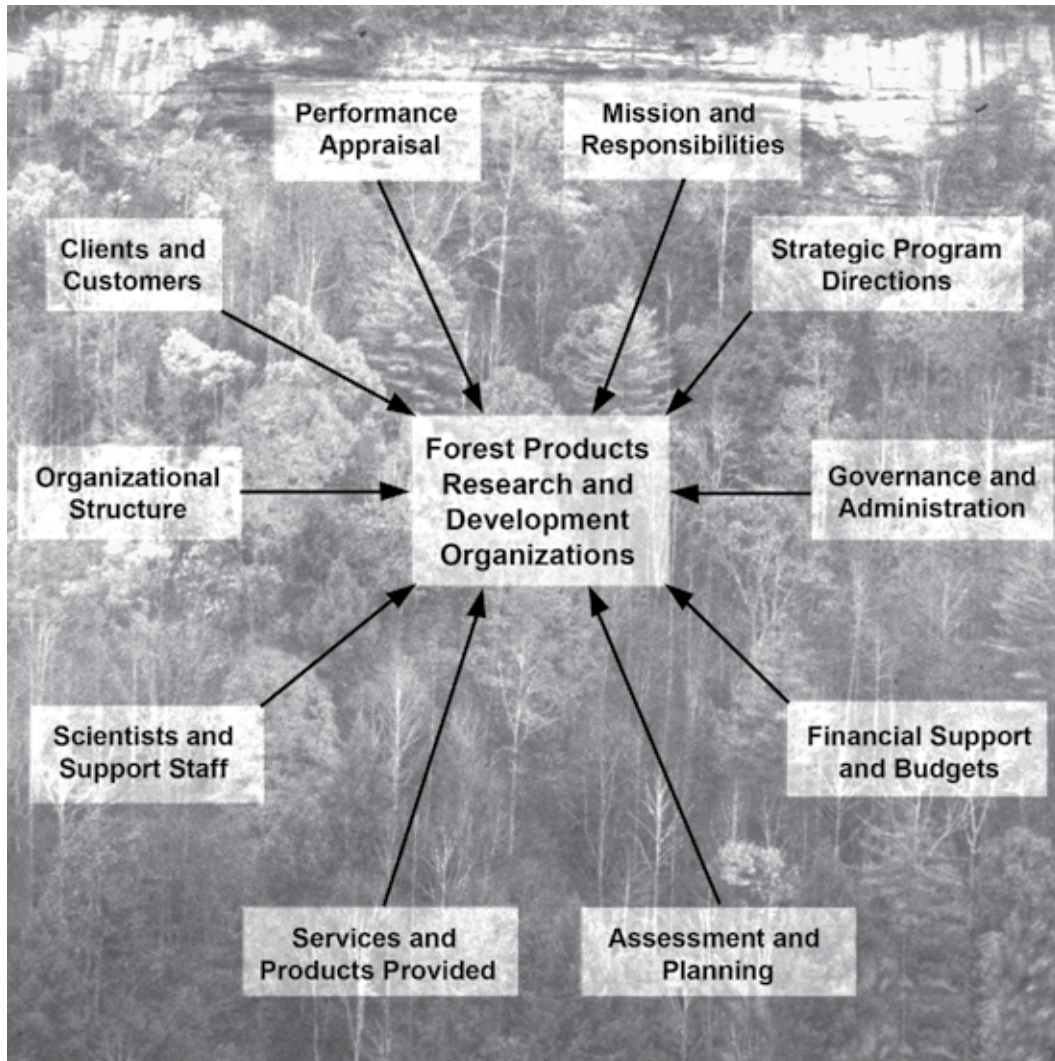 Performance
Appraisal
Mission and
Responsibilities
Clients and
Customers
Strategic Program
Directions
Forest Products
Research and
Development
Organizations
Organizational
Structure
Governance and
Administration
Scientists and
Support Staff
Financial Support
and Budgets
Services and
Products Provided
Assessment and
Planning